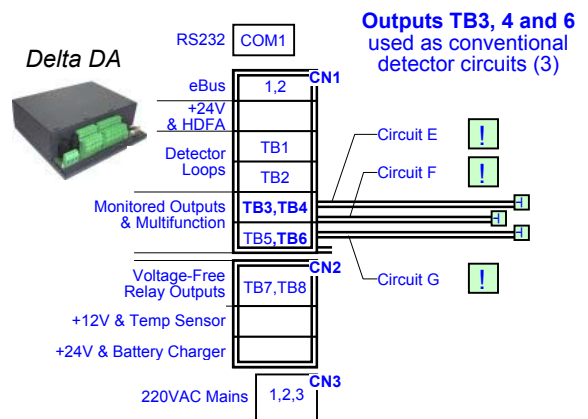 Outputs TB3, 4 and 6
used as conventional
detector circuits (3)
Delta DA
RS232
COM1
CN1
eBus
1,2
+24V
& HDFA
Detector
Loops
TB1
TB2
Monitored Outputs
& Multifunction
TB3,TB4
TB5,TB6
Circuit E
!
Circuit F
!
Circuit G
!
CN2
Voltage-Free
Relay Outputs
TB7,TB8
+12V & Temp Sensor
+24V & Battery Charger
CN3
220VAC Mains
1,2,3